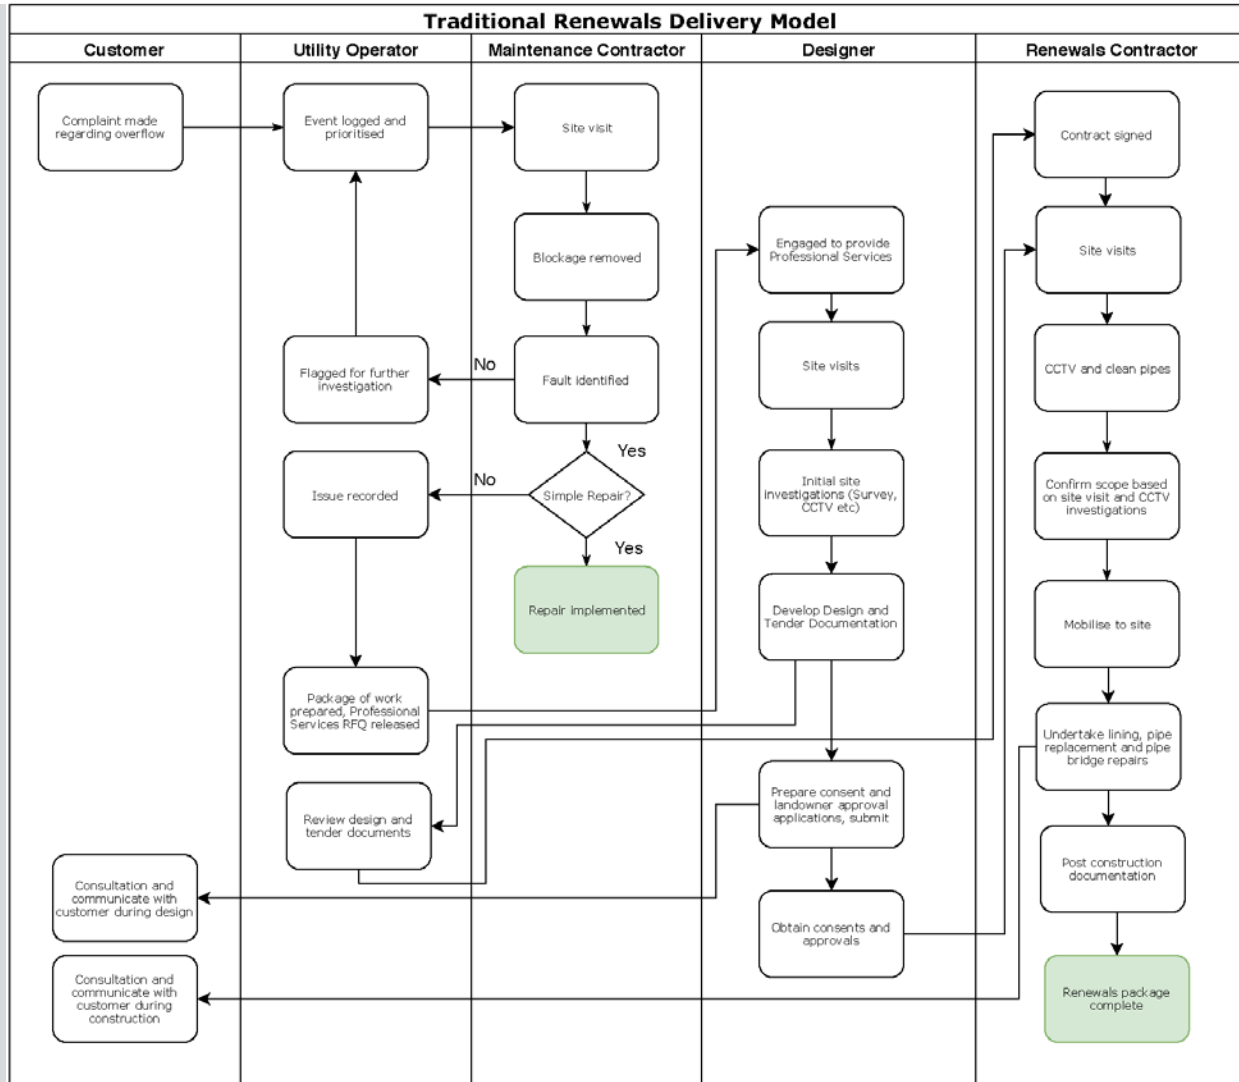 Traditional Renewals Delivery Model
Customer
Utility Operator
Maintenance Contractor
Designer
Renewals Contractor
Complaint made
regarding overflow
Event logged and
prioritised
Site visit
Contract signed
Blockage removed
Engaged to provide
Professional Services
Site visits
Flagged for further
investigation
No
Fault identified
Site visits
CCTV and clean pipes
Yes
Issue recorded
No
Simple Repair?
Initial site
investigations (Survey,
CCTV etc)
Confirm scope based
on site visit and CCTV
investigations
Yes
Repair implemented
Develop Design and
Tender Documentation
Mobilise to site
Package of work
prepared, Professional
Services RFQ released
Undertake lining, pipe
replacement and pipe
bridge repairs
Review design and
tender documents
Prepare consent and
landowner approval
applications, submit
Post construction
documentation
Consultation and
communicate with
customer during design
Obtain consents and
approvals
Consultation and
communicate with
customer during
construction
Renewals package
complete